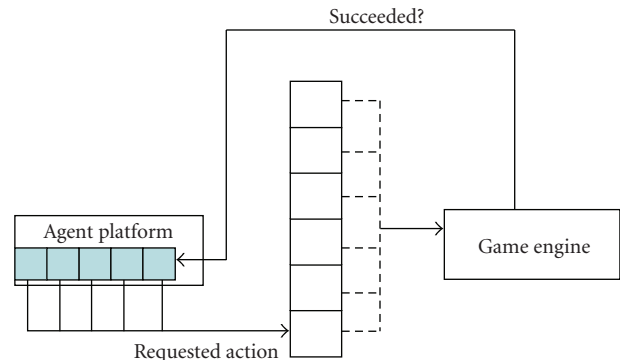 Succeeded?
Agent platform
Game engine
Requested action